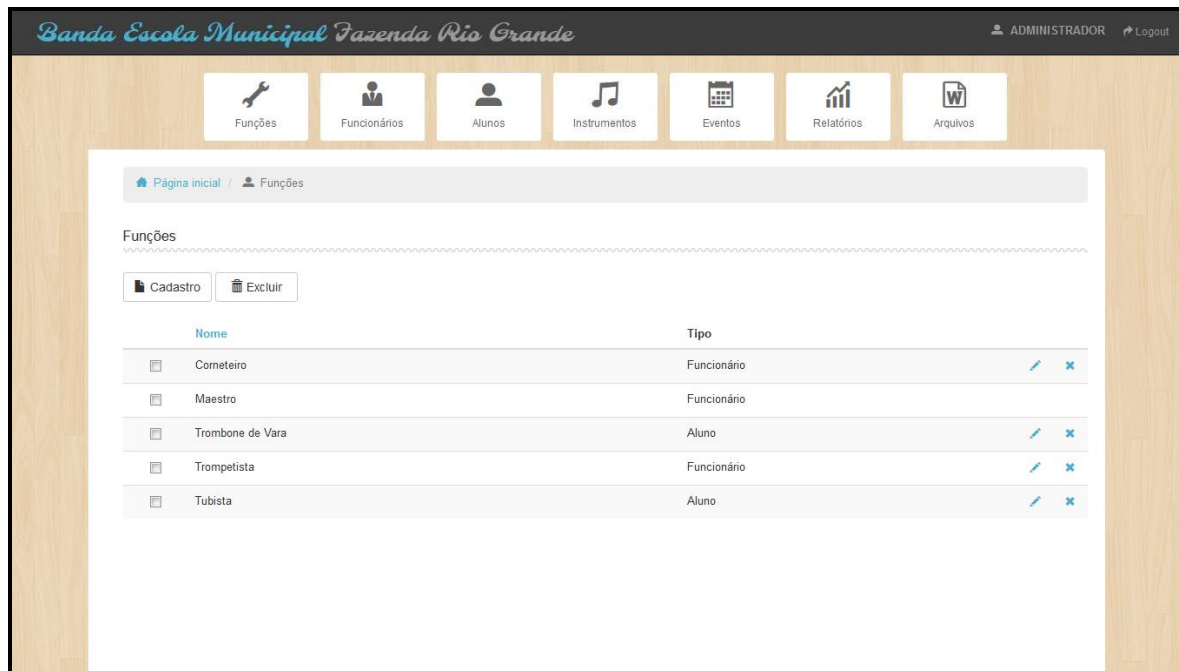 Banda Escola Municipal Fazenda Rio Grande
ADMINISTRADOR Logout
Funções Funcionários Alunos Instrumentos Eventos Relatórios Arquivos
Página inicial / Funções
Funções
Cadastro Excluir
Nome Tipo
Corneteiro Funcionário
Maestro Funcionário
Trombone de Vara Aluno
Trompetista Funcionário
Tubista Aluno